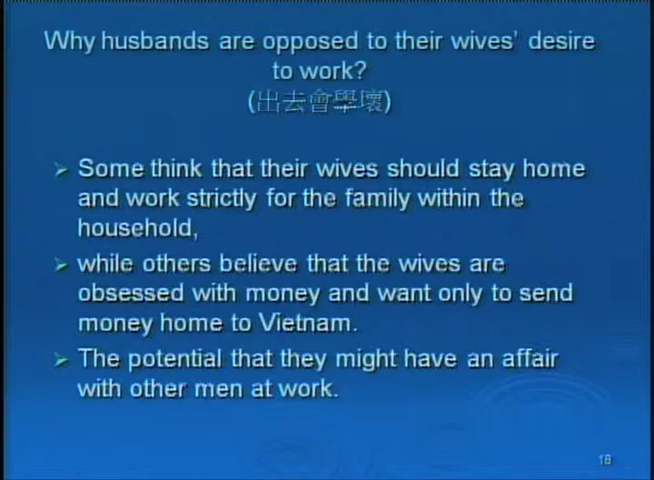 Why husbands are opposed to their wives' desire
to work?
(出去會學壞)
Some think that their wives should stay home
and work strictly for the family within the
household,
while others believe that the wives are
obsessed with money and want only to send
money home to Vietnam.
The potential that they might have an affair
with other men at work.
18